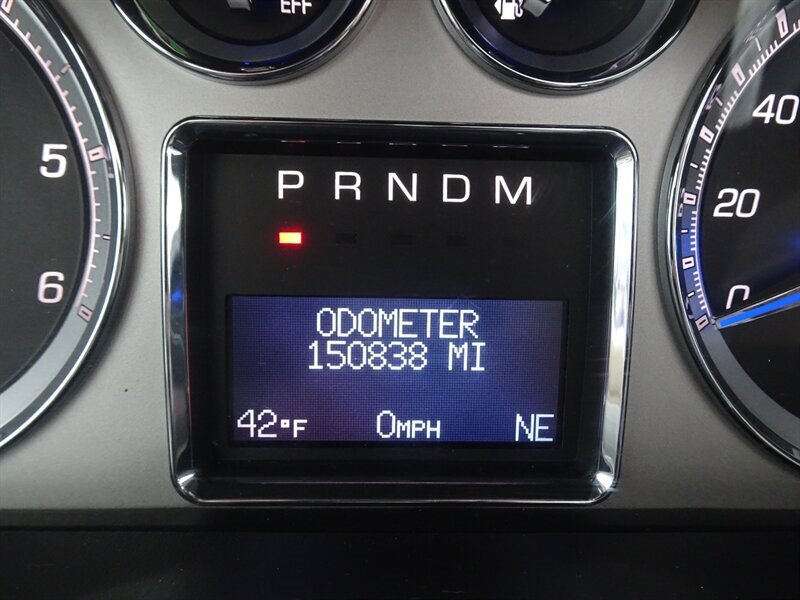 EFF
5
6
P R N D M
ODOMETER
150838 MI
42°F 0MPH NE
40
20
0